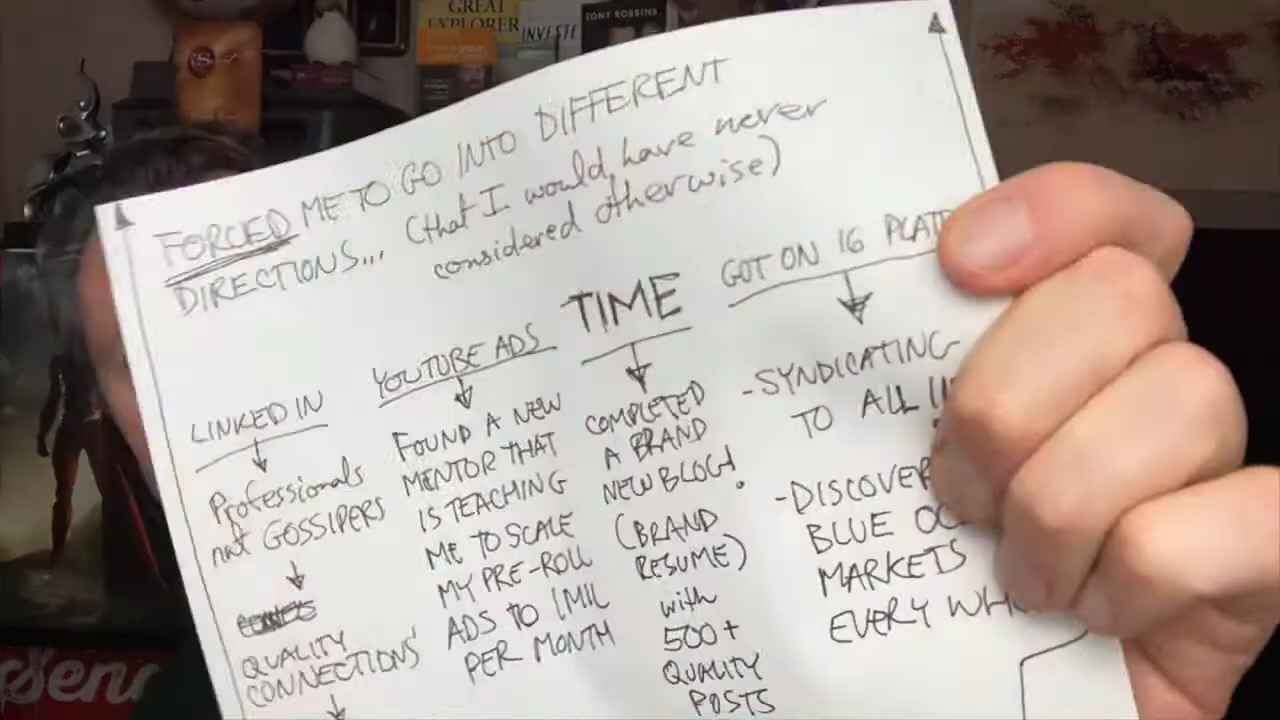 GREAT
EXPLORER
INVESTE
TONY ROBBINS
FORCED ME TO GO INTO DIFFERENT
DIRECTIONS... (that I would have never
considered otherwise)
LINKED IN
Professionals
not GOSSIPERS
QUALITY
CONNECTIONS'
YOUTUBE ADS
FOUND A NEW
MENTOR THAT
IS TEACHING
ME TO SCALE
MY PRE-ROLL
ADS TO 1MIL
PER MONTH
TIME
COMPLETED
A BRAND
NEW BLOG!
(BRAND
RESUME)
with
500+
QUALITY
POSTS
GOT ON 16 PLAT
-SYNDICATING
TO ALL
-DISCOVER
BLUE OC
MARKETS
EVERY WH